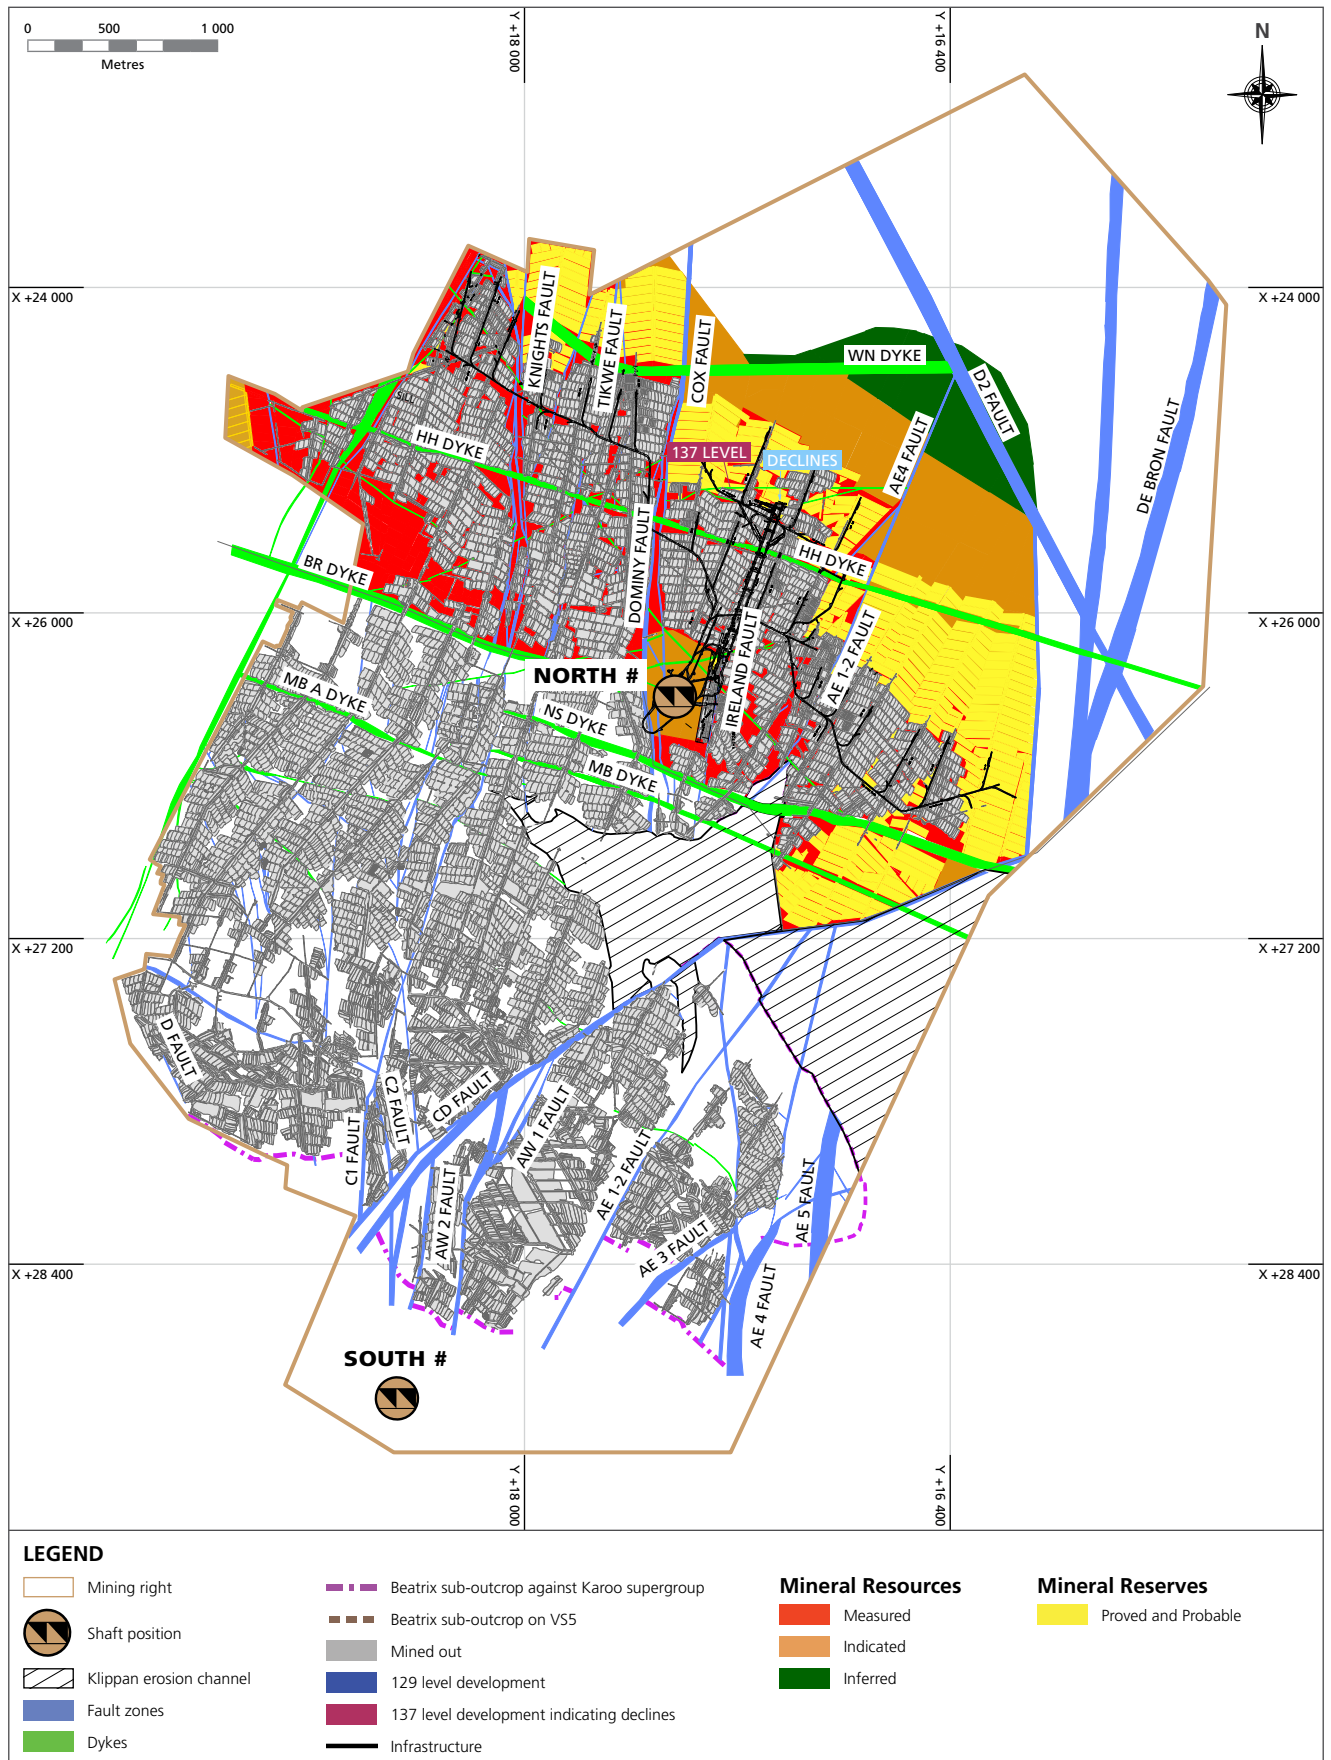 0 500 1 000
Metres
Y +18 000
Y +16 400
N
X +24 000
X +24 000
KNIGHTS FAULT
TIKWE FAULT
COX FAULT
WN DYKE
D2 FAULT
DE BRON FAULT
SILL
HH DYKE
137 LEVEL
DECLINES
AE4 FAULT
DOMINY FAULT
HH DYKE
BR DYKE
X +26 000
X +26 000
IRELAND FAULT
AE 1-2 FAULT
NORTH #
MB A DYKE
NS DYKE
MB DYKE
X +27 200
X +27 200
D FAULT
C1 FAULT
C2 FAULT
CD FAULT
AW 2 FAULT
AW 1 FAULT
AE 1-2 FAULT
AE 3 FAULT
AE 5 FAULT
AE 4 FAULT
X +28 400
X +28 400
SOUTH #
Y +18 000
Y +16 400
LEGEND
Mining right
Shaft position
Klippan erosion channel
Fault zones
Dykes
Beatrix sub-outcrop against Karoo supergroup
Beatrix sub-outcrop on VS5
Mined out
129 level development
137 level development indicating declines
Infrastructure
Mineral Resources
Measured
Indicated
Inferred
Mineral Reserves
Proved and Probable